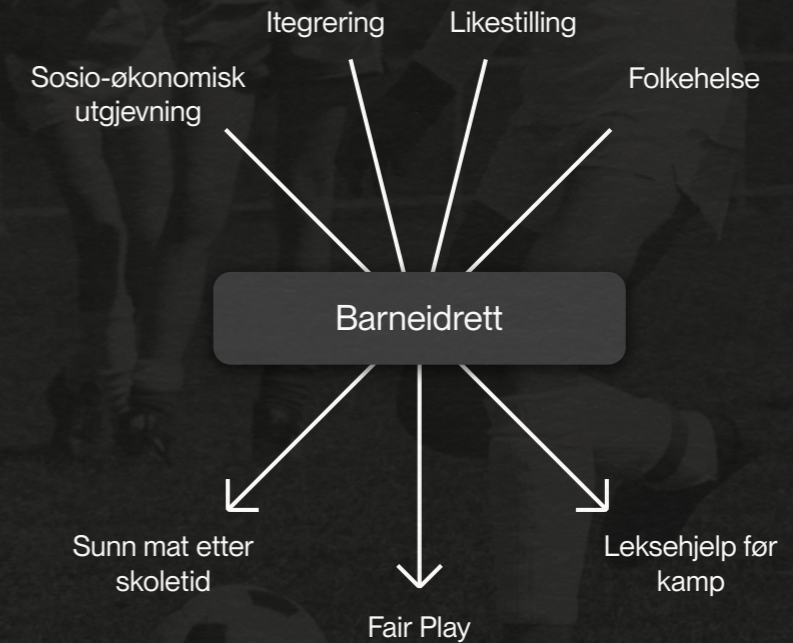 Itegrering
Likestilling
Sosio-økonomisk
utgjevning
Folkehelse
Barneidrett
Sunn mat etter
skoletid
Leksehjelp før
kamp
Fair Play